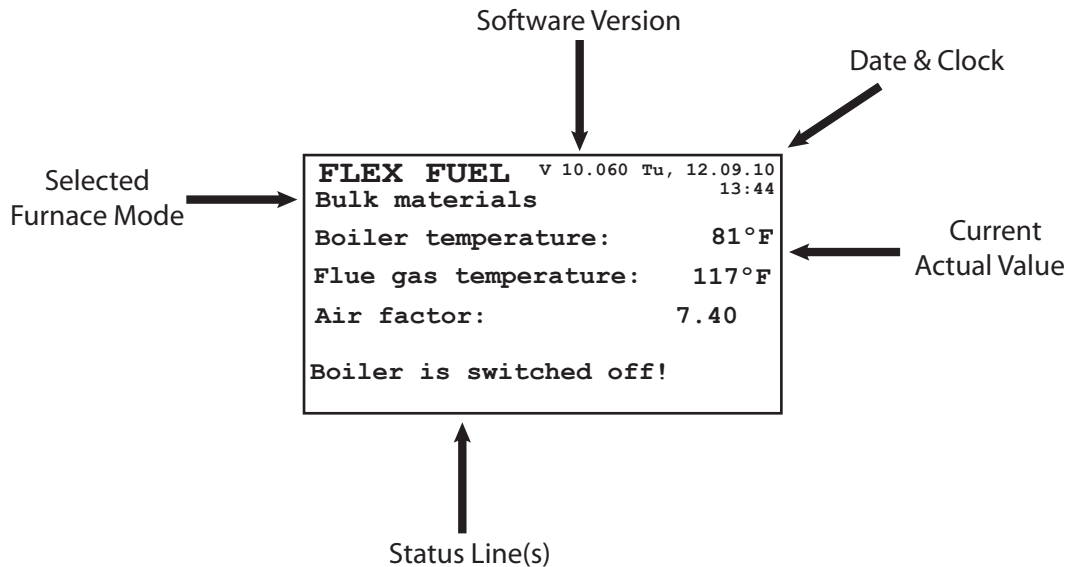 Software Version
Date & Clock
FLEX FUEL V 10.060 Tu, 12.09.10
13:44
Selected
Furnace Mode
Bulk materials
Boiler temperature: 81°F
Current
Actual Value
Flue gas temperature: 117°F
Air factor: 7.40
Boiler is switched off!
Status Line(s)